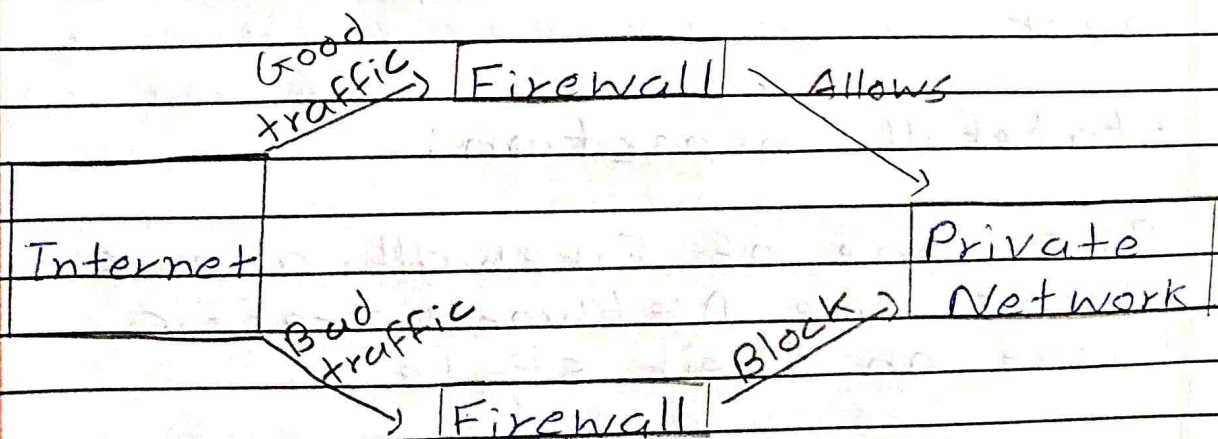 Good
traffic
Firewall
Allows
Internet
Private
Network
Bad
traffic
Block
Firewall